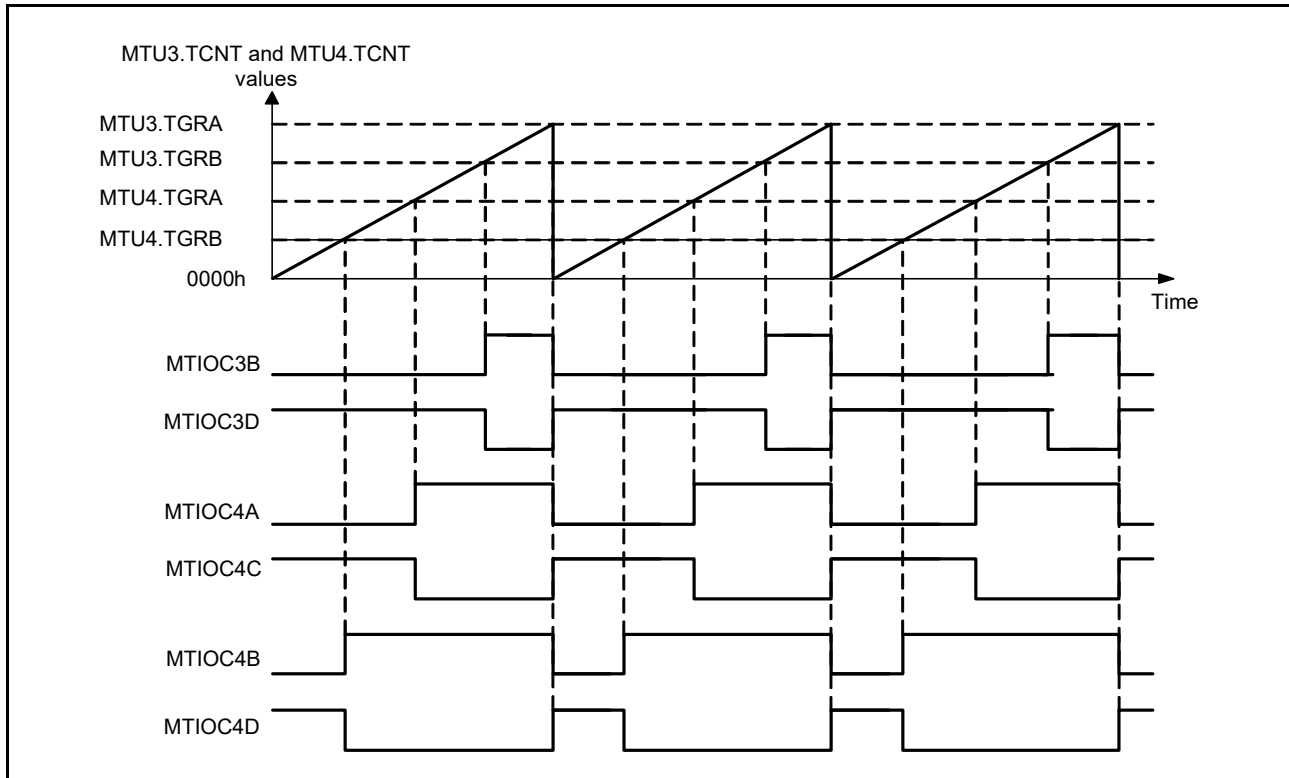 MTU3.TCNT and MTU4.TCNT
values
MTU3.TGRA
MTU3.TGRB
MTU4.TGRA
MTU4.TGRB
0000h
Time
MTIOC3B
MTIOC3D
MTIOC4A
MTIOC4C
MTIOC4B
MTIOC4D